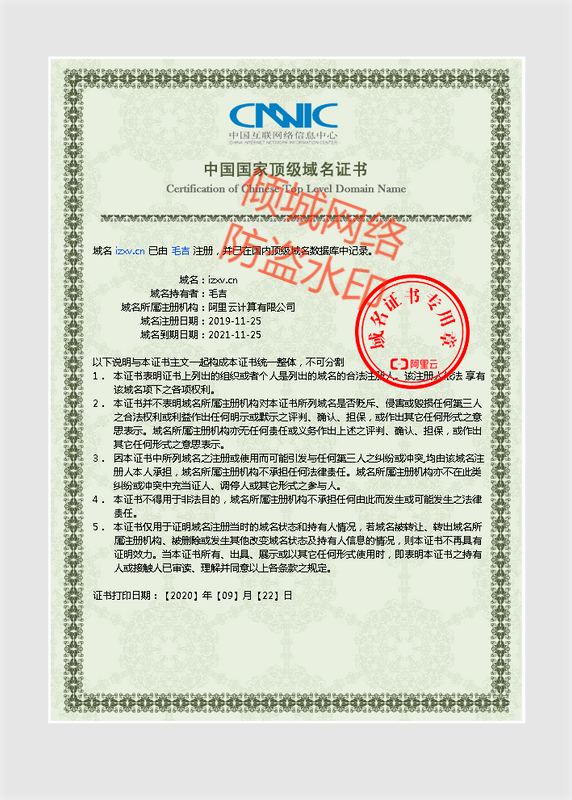 CNNIC
中国互联网络信息中心
CHINA INTERNET NETWORK INFORMATION CENTER
中国国家顶级域名证书
Certification of Chinese Top Level Domain Name
倾城网络
防盗水印
域名 izxv.cn 已由 毛吉 注册，并已在国内顶级域名数据库中记录。
域名：izxv.cn
域名持有者：毛吉
域名所属注册机构：阿里云计算有限公司
域名注册日期：2019-11-25
域名到期日期：2021-11-25
域名证书专用章
阿里云
以下说明与本证书主文一起构成本证书统一整体，不可分割
1． 本证书表明证书上列出的组织或者个人是列出的域名的合法注册人。该注册人依法 享有
该域名项下之各项权利。
2． 本证书并不表明域名所属注册机构对本证书所列域名是否贬斥、侵害或毁损任何第三人
之合法权利或利益作出任何明示或默示之评判、确认、担保，或作出其它任何形式之意
思表示。域名所属注册机构亦无任何责任或义务作出上述之评判、确认、担保，或作出
其它任何形式之意思表示。
3． 因本证书中所列域名之注册或使用而可能引发与任何第三人之纠纷或冲突,均由该域名注
册人本人承担，域名所属注册机构不承担任何法律责任。域名所属注册机构亦不在此类
纠纷或冲突中充当证人、调停人或其它形式之参与人。
4． 本证书不得用于非法目的，域名所属注册机构不承担任何由此而发生或可能发生之法律
责任。
5． 本证书仅用于证明域名注册当时的域名状态和持有人情况，若域名被转让、转出域名所
属注册机构、被删除或发生其他改变域名状态及持有人信息的情况，则本证书不再具有
证明效力。当本证书所有、出具、展示或以其它任何形式使用时，即表明本证书之持有
人或接触人已审读、理解并同意以上各条款之规定。
证书打印日期：【2020】年【09】月【22】日